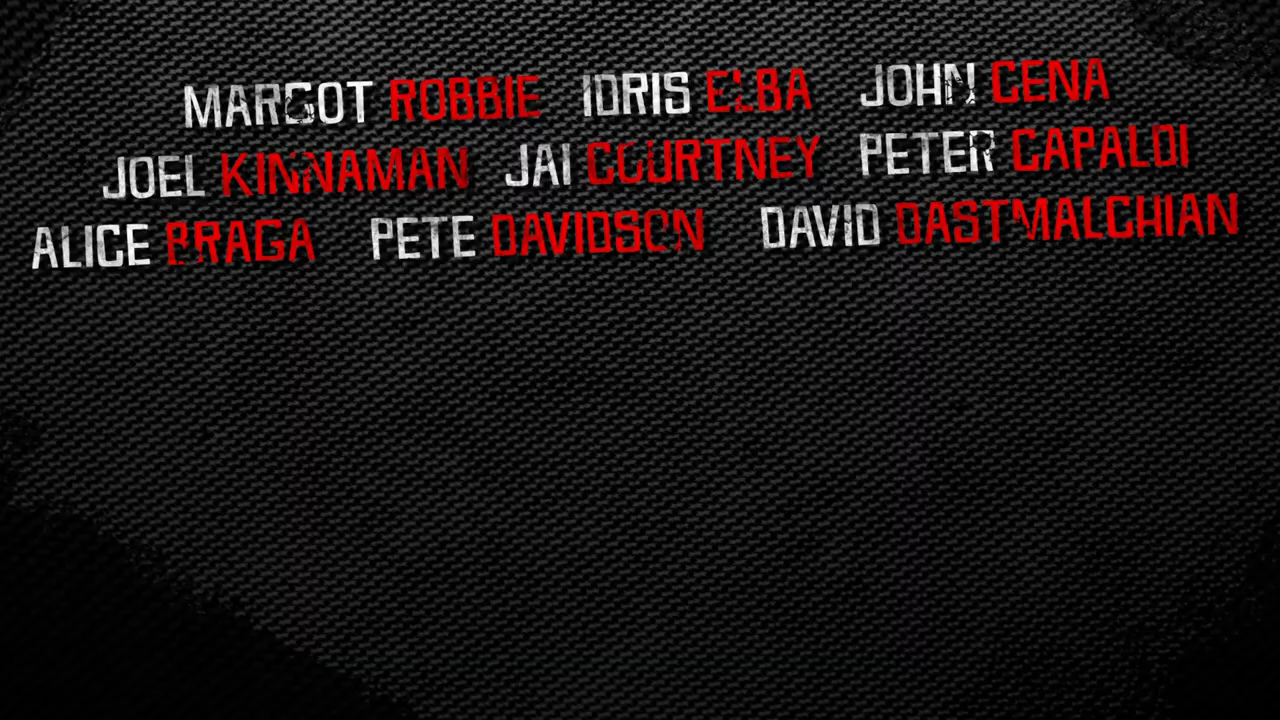 MARGOT ROBBIE IDRIS ELBA JOHN CENA
JOEL KINNAMAN JAI COURTNEY PETER CAPALDI
ALICE BRAGA PETE DAVIDSON DAVID DASTMALCHIAN